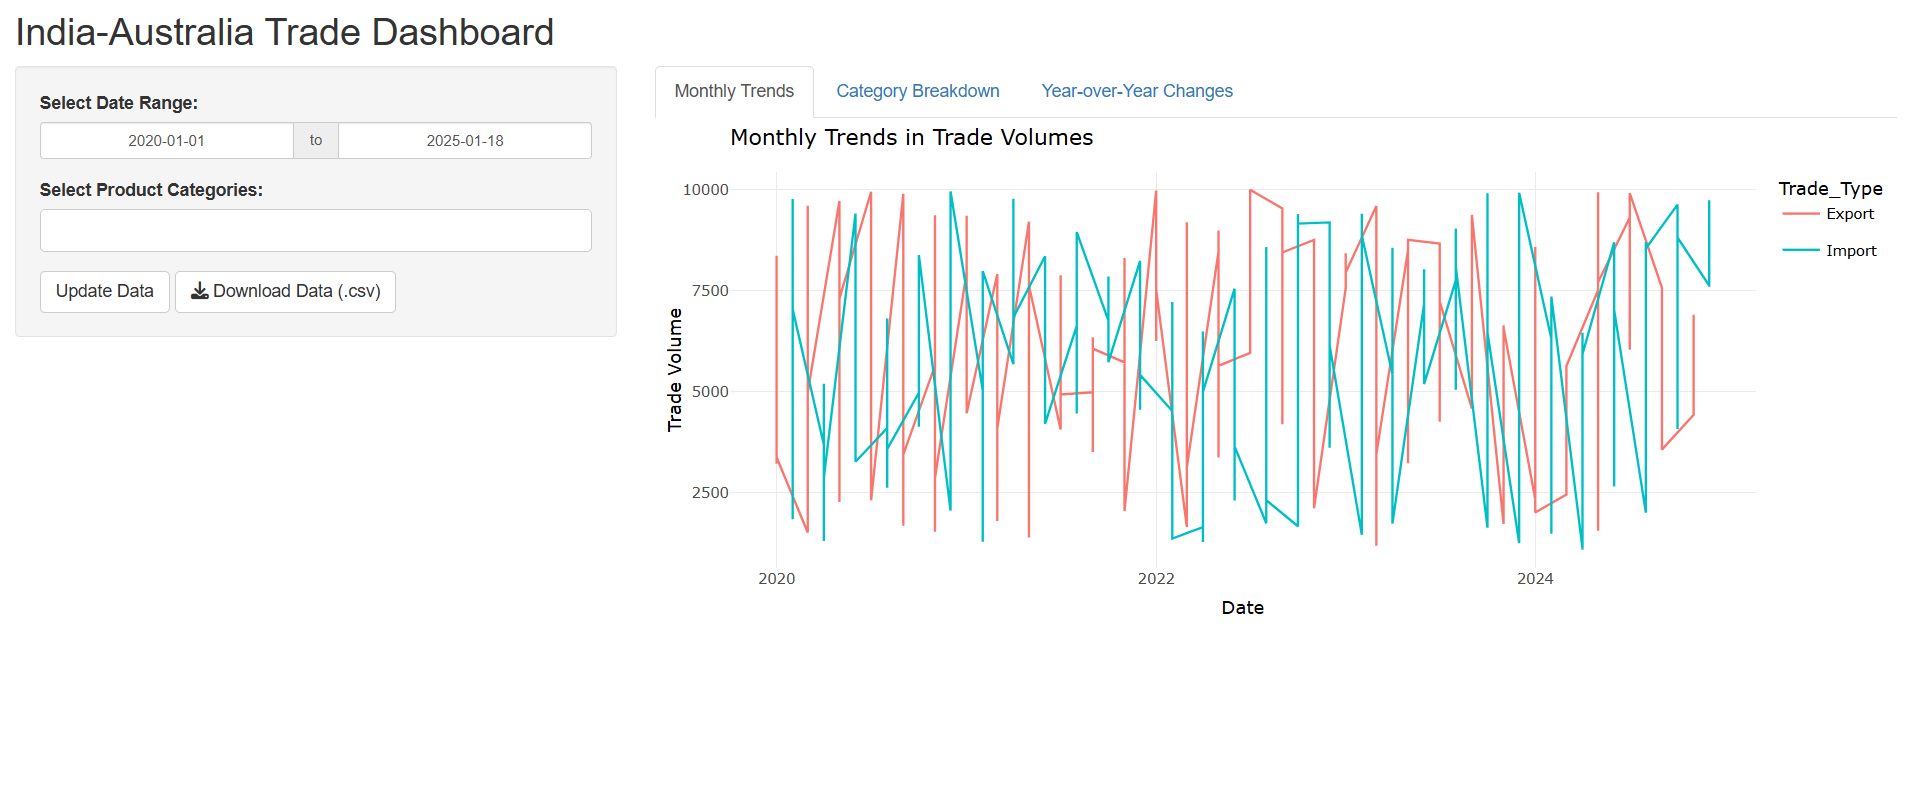 India-Australia Trade Dashboard
Select Date Range:
2020-01-01 to 2025-01-18
Select Product Categories:
Update Data
Download Data (.csv)
Monthly Trends
Category Breakdown
Year-over-Year Changes
Monthly Trends in Trade Volumes
Trade Volume
10000
7500
5000
2500
2020
2022
2024
Date
Trade_Type
Export
Import